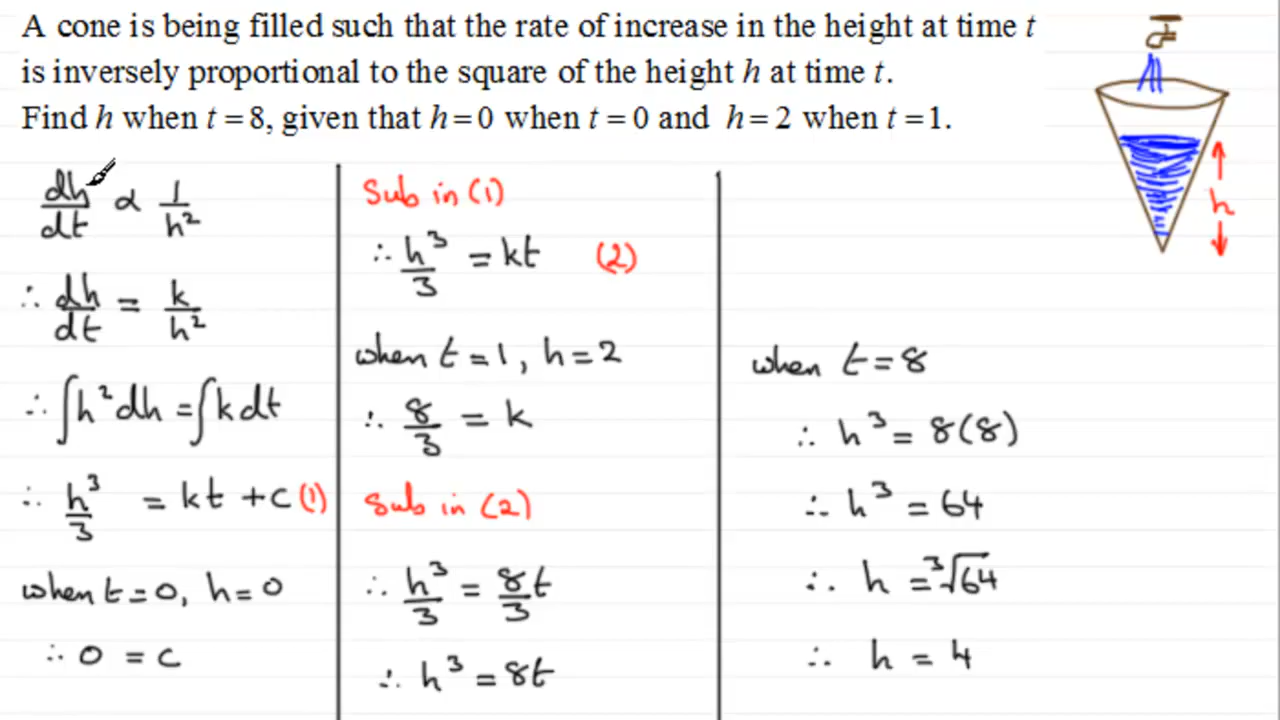 A cone is being filled such that the rate of increase in the height at time t
is inversely proportional to the square of the height h at time t.
Find h when t = 8, given that h = 0 when t = 0 and h = 2 when t = 1.
dh/dt ∝ 1/h²
∴ dh/dt = k/h²
∴ ∫h² dh = ∫k dt
∴ h³/3 = kt + c (1)
when t = 0, h = 0
∴ 0 = c
Sub in (1)
∴ h³/3 = kt (2)
when t = 1, h = 2
∴ 8/3 = k
Sub in (2)
∴ h³/3 = 8/3 t
∴ h³ = 8t
when t = 8
∴ h³ = 8(8)
∴ h³ = 64
∴ h = ³√64
∴ h = 4
h